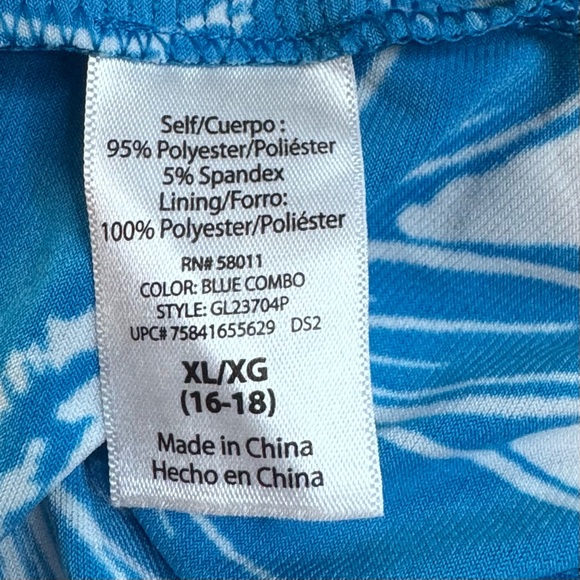 Self/Cuerpo :
95% Polyester/Poliéster
5% Spandex
Lining/Forro:
100% Polyester/Poliéster
RN# 58011
COLOR: BLUE COMBO
STYLE: GL23704P
UPC# 75841655629 DS2
XL/XG
(16-18)
Made in China
Hecho en China